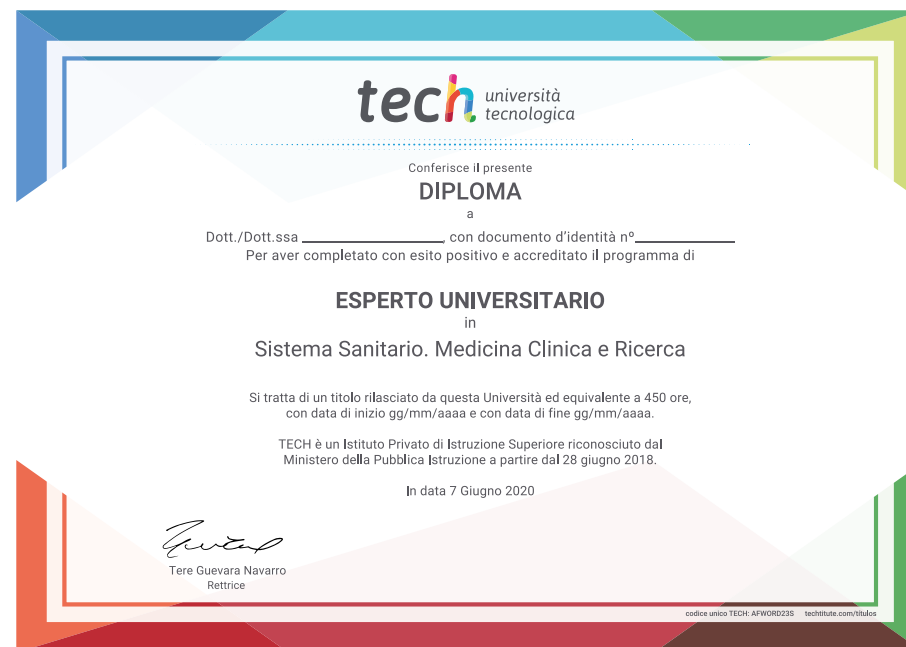 tech università
tecnologica
Conferisce il presente
DIPLOMA
a
Dott./Dott.ssa ____________________, con documento d'identità nº______________
Per aver completato con esito positivo e accreditato il programma di
ESPERTO UNIVERSITARIO
in
Sistema Sanitario. Medicina Clinica e Ricerca
Si tratta di un titolo rilasciato da questa Università ed equivalente a 450 ore,
con data di inizio gg/mm/aaaa e con data di fine gg/mm/aaaa.
TECH è un Istituto Privato di Istruzione Superiore riconosciuto dal
Ministero della Pubblica Istruzione a partire dal 28 giugno 2018.
In data 7 Giugno 2020
Tere Guevara Navarro
Rettrice
codice unico TECH: AFWORD23S techtitute.com/titulos